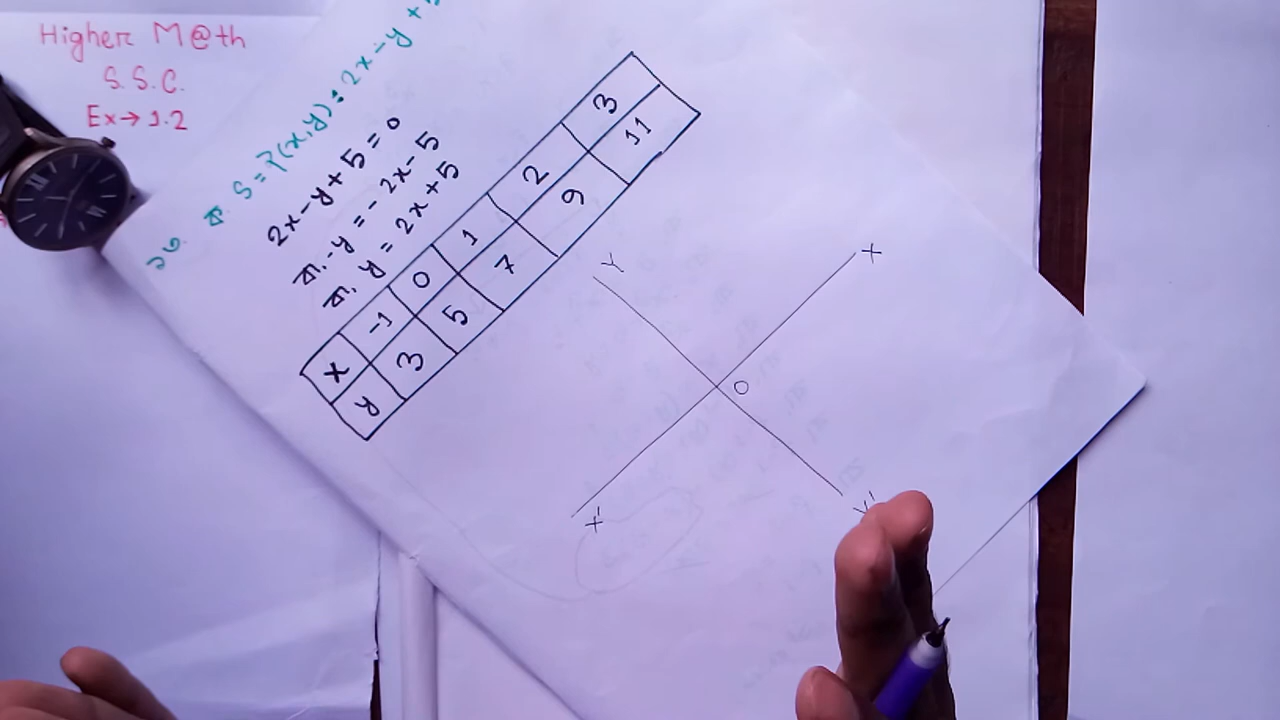 Higher M@th
S.S.C.
Ex→1.2
১৬. ক. S = {(x,y) : 2x-y+
2x-y+5=0
বা, -y = -2x-5
বা, y = 2x+5
X -1 0 1 2 3
y 3 5 7 9 11
Y
X
O
X'
Y'